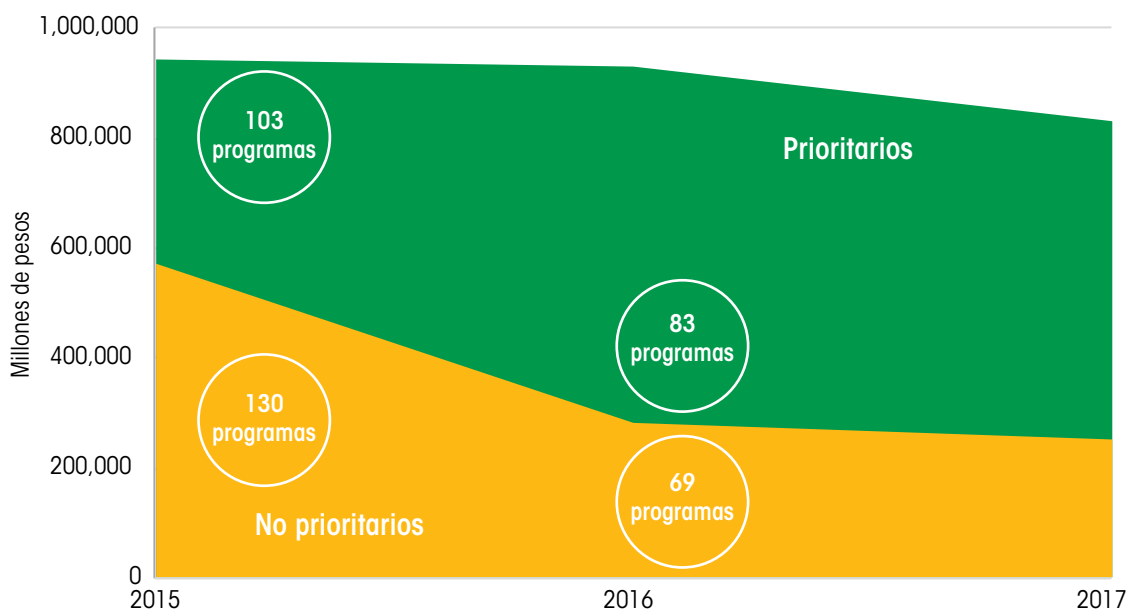 1,000,000
800,000
600,000
400,000
200,000
0
Millones de pesos
103
programas
Prioritarios
83
programas
130
programas
69
programas
No prioritarios
2015
2016
2017